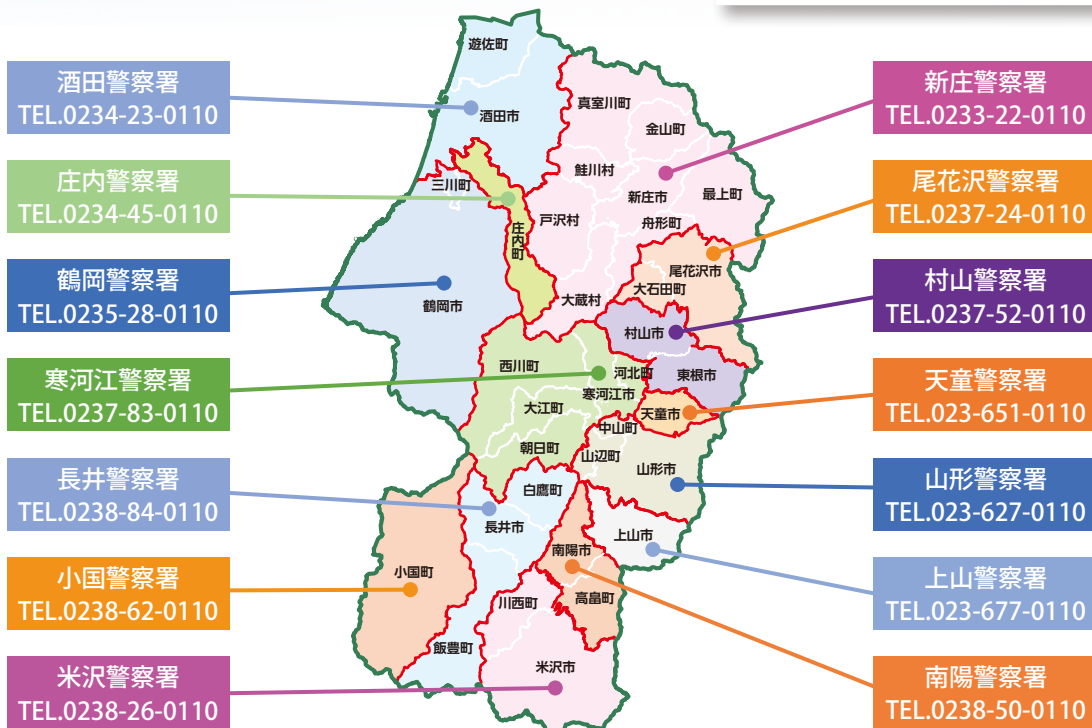 酒田警察署
TEL.0234-23-0110
庄内警察署
TEL.0234-45-0110
鶴岡警察署
TEL.0235-28-0110
寒河江警察署
TEL.0237-83-0110
長井警察署
TEL.0238-84-0110
小国警察署
TEL.0238-62-0110
米沢警察署
TEL.0238-26-0110
遊佐町
酒田市
真室川町
金山町
三川町
鮭川村
新庄市
最上町
庄内町
戸沢村
舟形町
鶴岡市
尾花沢市
大石田町
大蔵村
村山市
西川町
河北町
東根市
寒河江市
大江町
天童市
中山町
朝日町
山辺町
山形市
白鷹町
長井市
上山市
南陽市
小国町
高畠町
川西町
飯豊町
米沢市
新庄警察署
TEL.0233-22-0110
尾花沢警察署
TEL.0237-24-0110
村山警察署
TEL.0237-52-0110
天童警察署
TEL.023-651-0110
山形警察署
TEL.023-627-0110
上山警察署
TEL.023-677-0110
南陽警察署
TEL.0238-50-0110